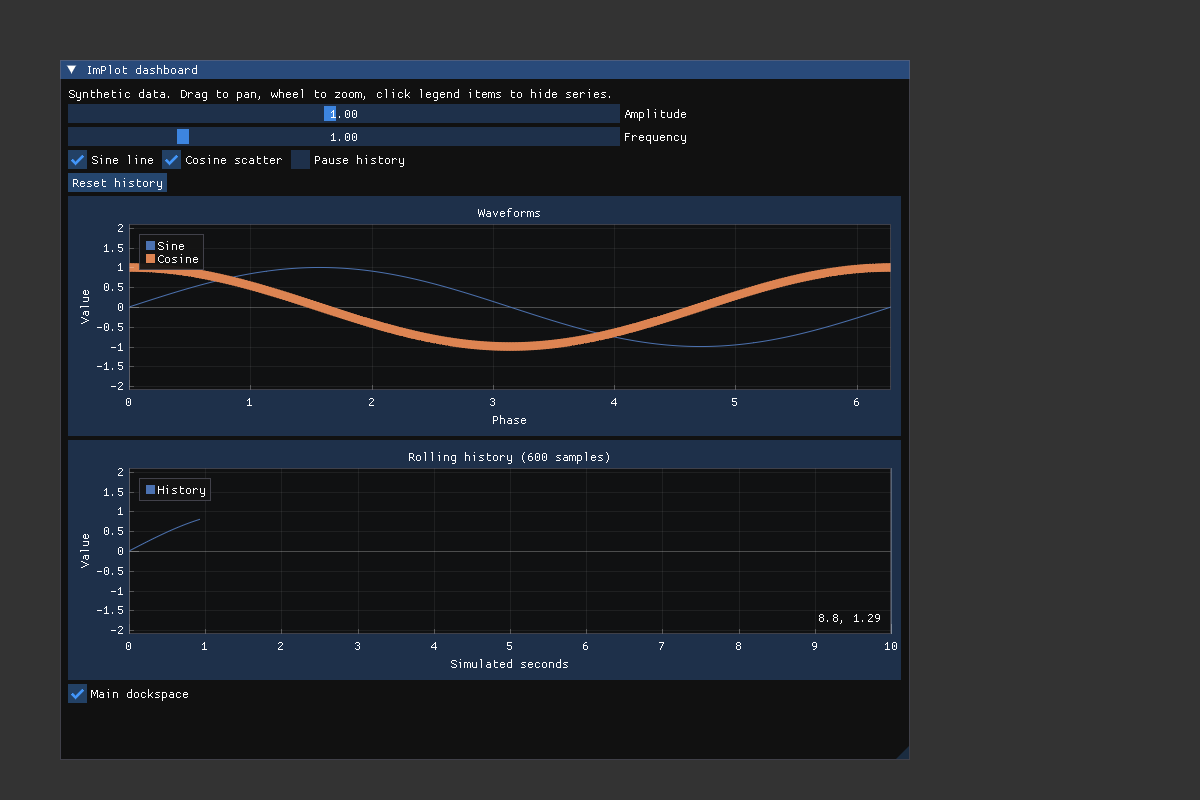 ImPlot dashboard
Synthetic data. Drag to pan, wheel to zoom, click legend items to hide series.
1.00 Amplitude
1.00 Frequency
Sine line Cosine scatter Pause history
Reset history
Waveforms
Sine
Cosine
2
1.5
1
0.5
0
-0.5
-1
-1.5
-2
Value
0 1 2 3 4 5 6
Phase
Rolling history (600 samples)
History
2
1.5
1
0.5
0
-0.5
-1
-1.5
-2
Value
8.8, 1.29
0 1 2 3 4 5 6 7 8 9 10
Simulated seconds
Main dockspace